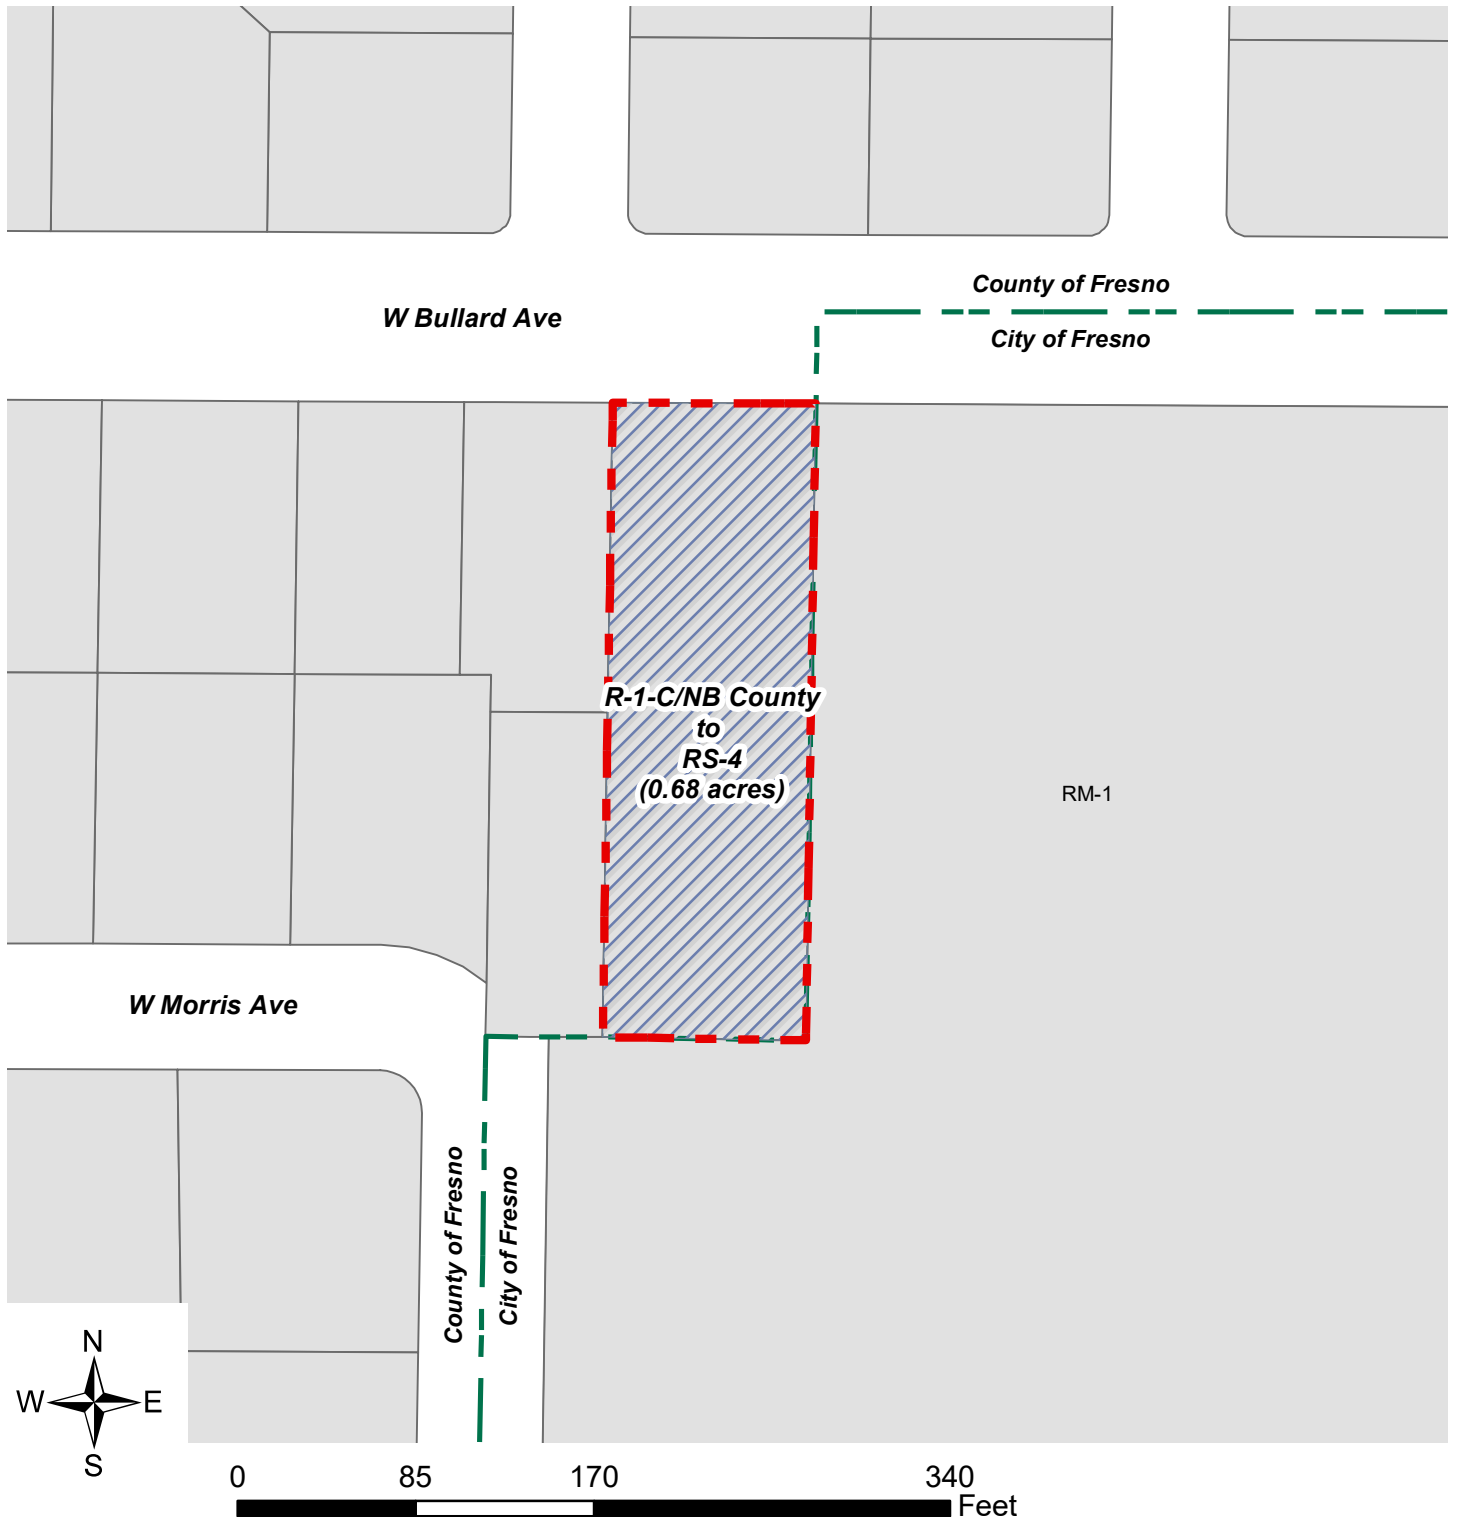 County of Fresno
W Bullard Ave
City of Fresno
R-1-C/NB County
to
RS-4
(0.68 acres)
RM-1
W Morris Ave
County of Fresno
City of Fresno
N
W E
S
0 85 170 340
Feet